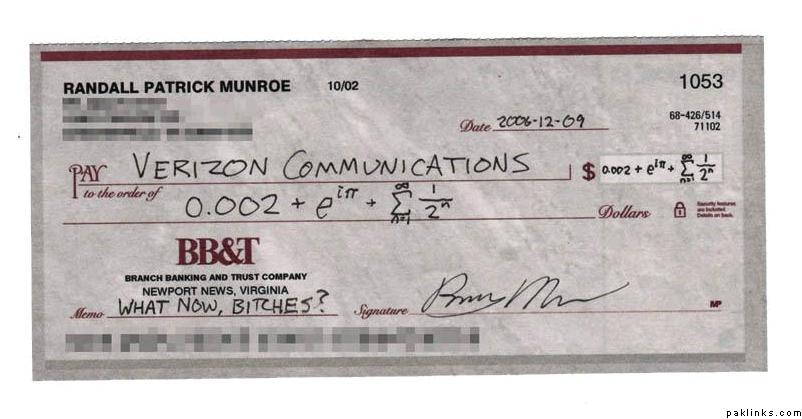 RANDALL PATRICK MUNROE 10/02 1053
68-426/514
71102
Date 2006-12-09
PAY to the order of VERIZON COMMUNICATIONS $ 0.002 + e^{iπ} + ∑_{n=1}^{∞} 1/2^n
0.002 + e^{iπ} + ∑_{n=1}^{∞} 1/2^n Dollars
Security features are included. Details on back.
BB&T
BRANCH BANKING AND TRUST COMPANY
NEWPORT NEWS, VIRGINIA
Memo WHAT NOW, BITCHES? Signature
MP
paklinks.com